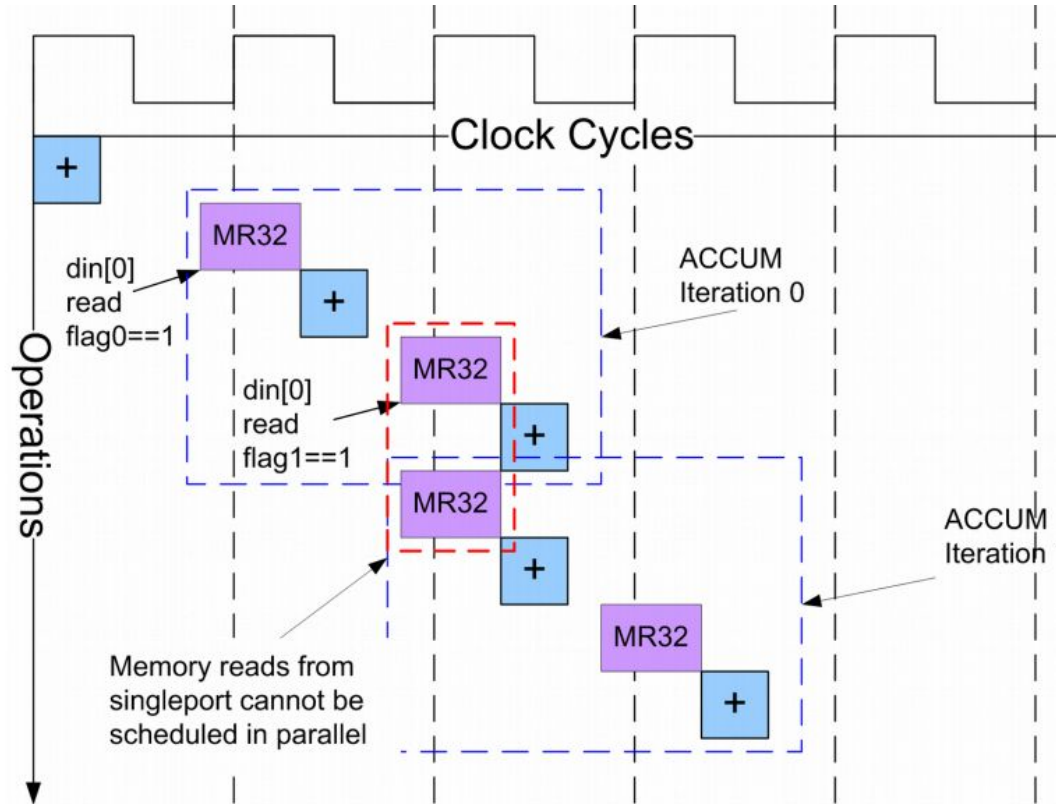 Clock Cycles
+
MR32
din[0]
read
flag0==1
+
ACCUM
Iteration 0
Operations
MR32
din[0]
read
flag1==1
+
MR32
+
ACCUM
Iteration
MR32
Memory reads from
singleport cannot be
scheduled in parallel
+